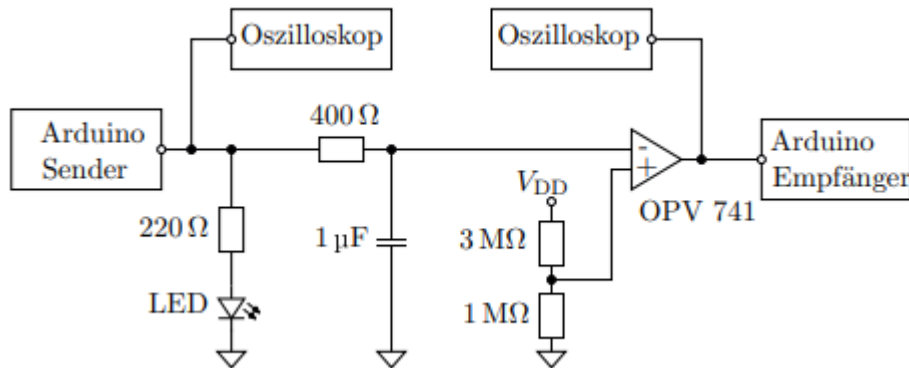 Oszilloskop
Oszilloskop
400 Ω
Arduino
Sender
-
+
Arduino
Empfänger
V_DD
OPV 741
220 Ω
1 µF
3 MΩ
LED
1 MΩ